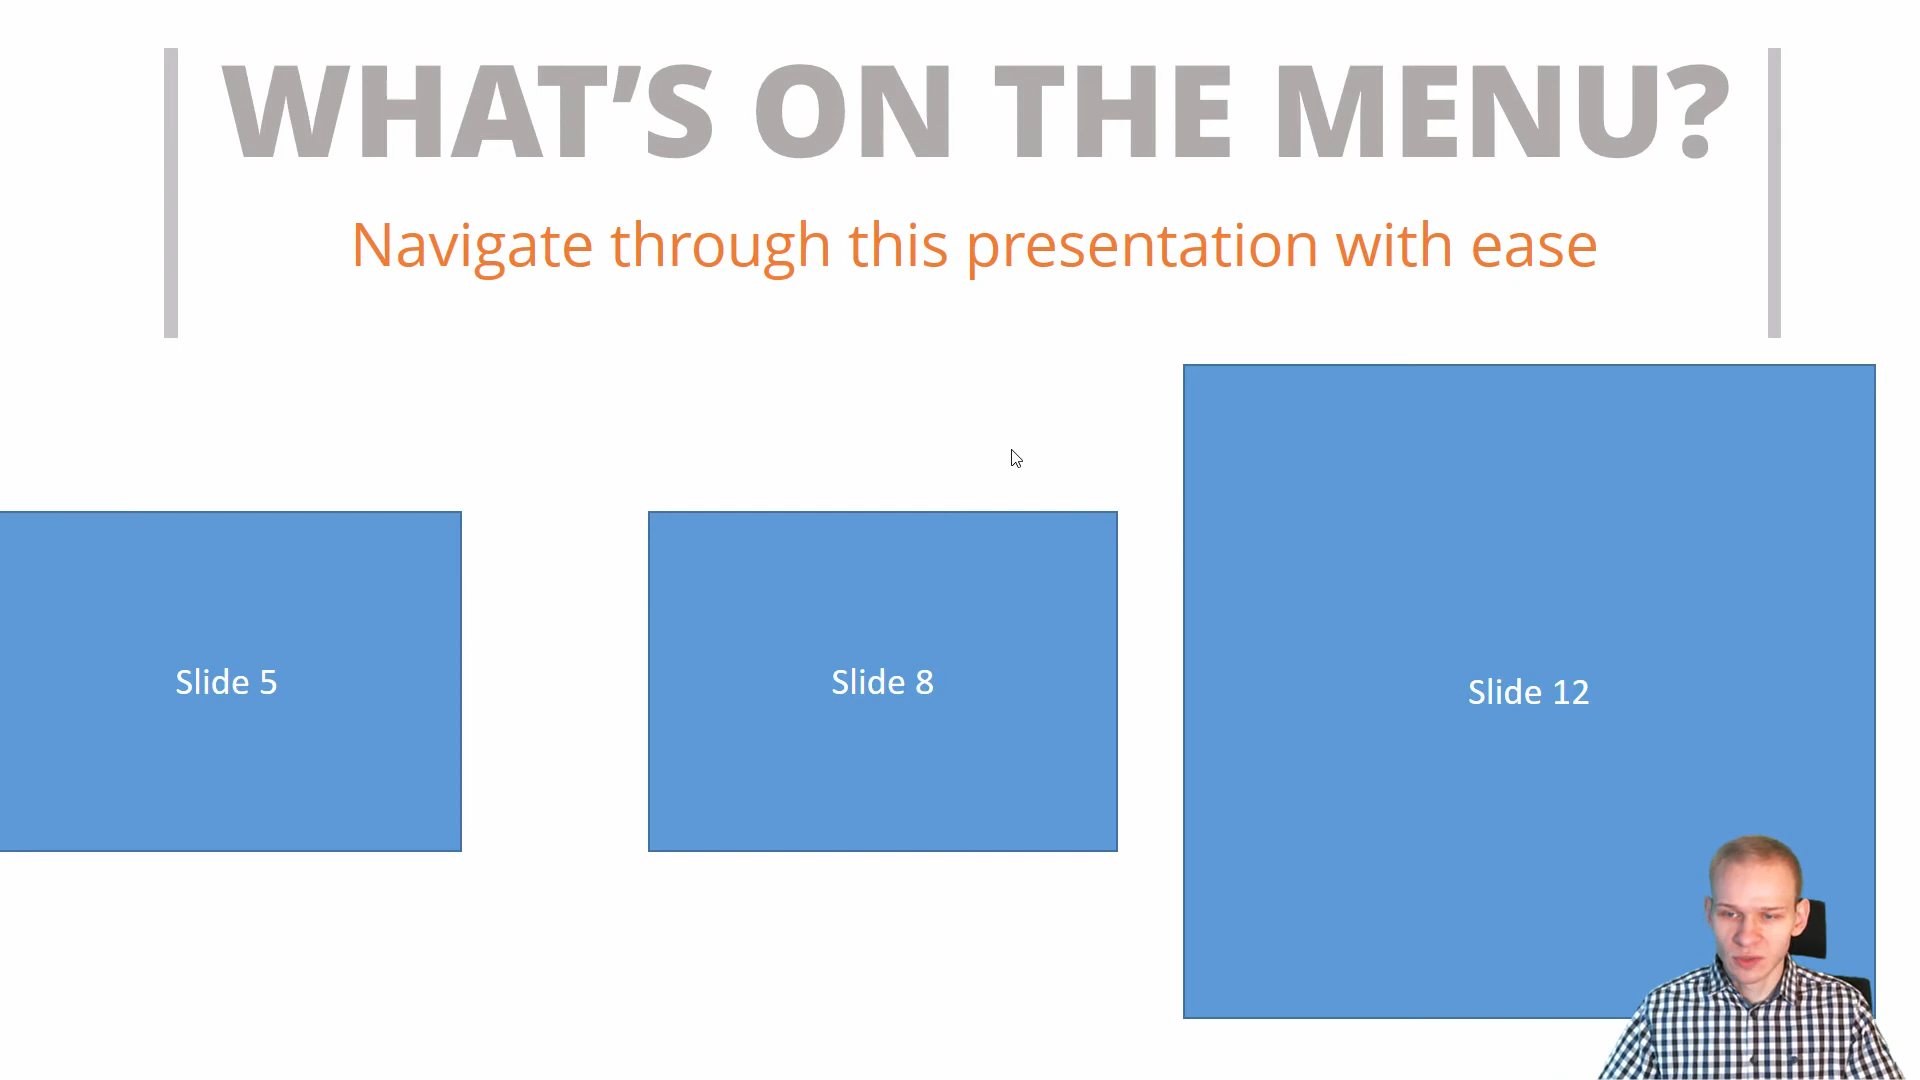 WHAT’S ON THE MENU?
Navigate through this presentation with ease
Slide 5
Slide 8
Slide 12